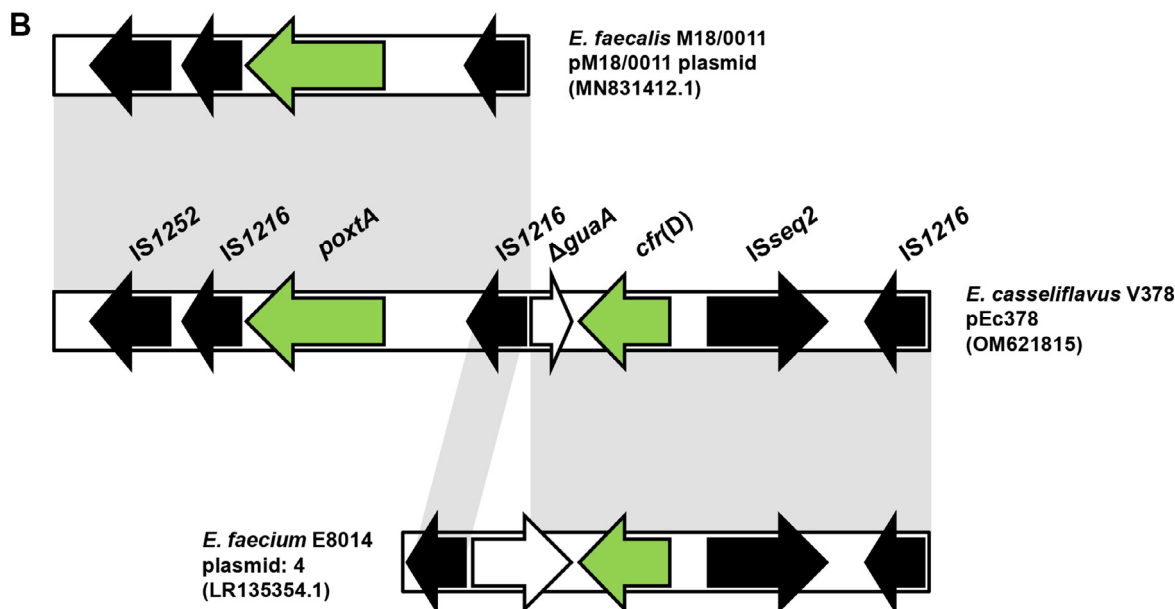 B
E. faecalis M18/0011
pM18/0011 plasmid
(MN831412.1)
IS1252
IS1216
poxtA
IS1216
ΔguaA
cfr(D)
ISseq2
IS1216
E. casseliflavus V378
pEc378
(OM621815)
E. faecium E8014
plasmid: 4
(LR135354.1)